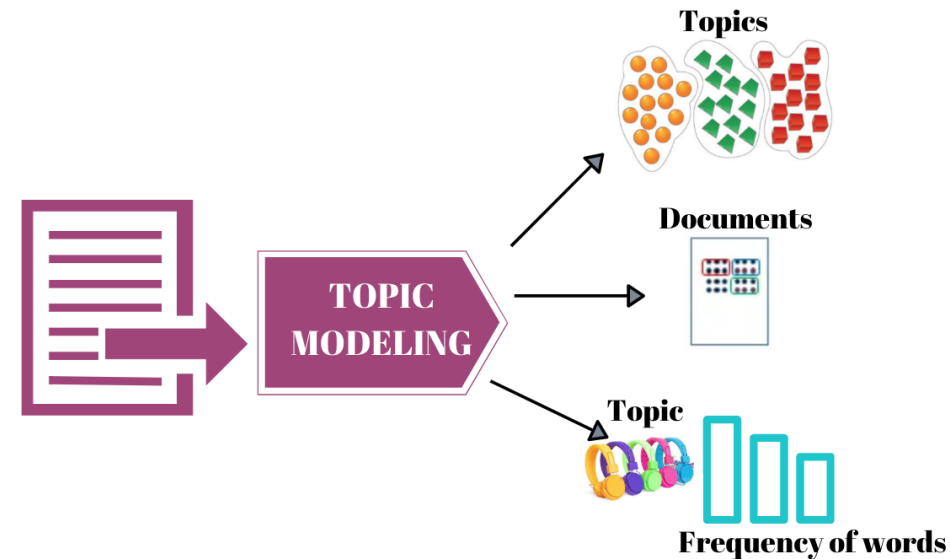 Topics
Documents
TOPIC
MODELING
Topic
Frequency of words